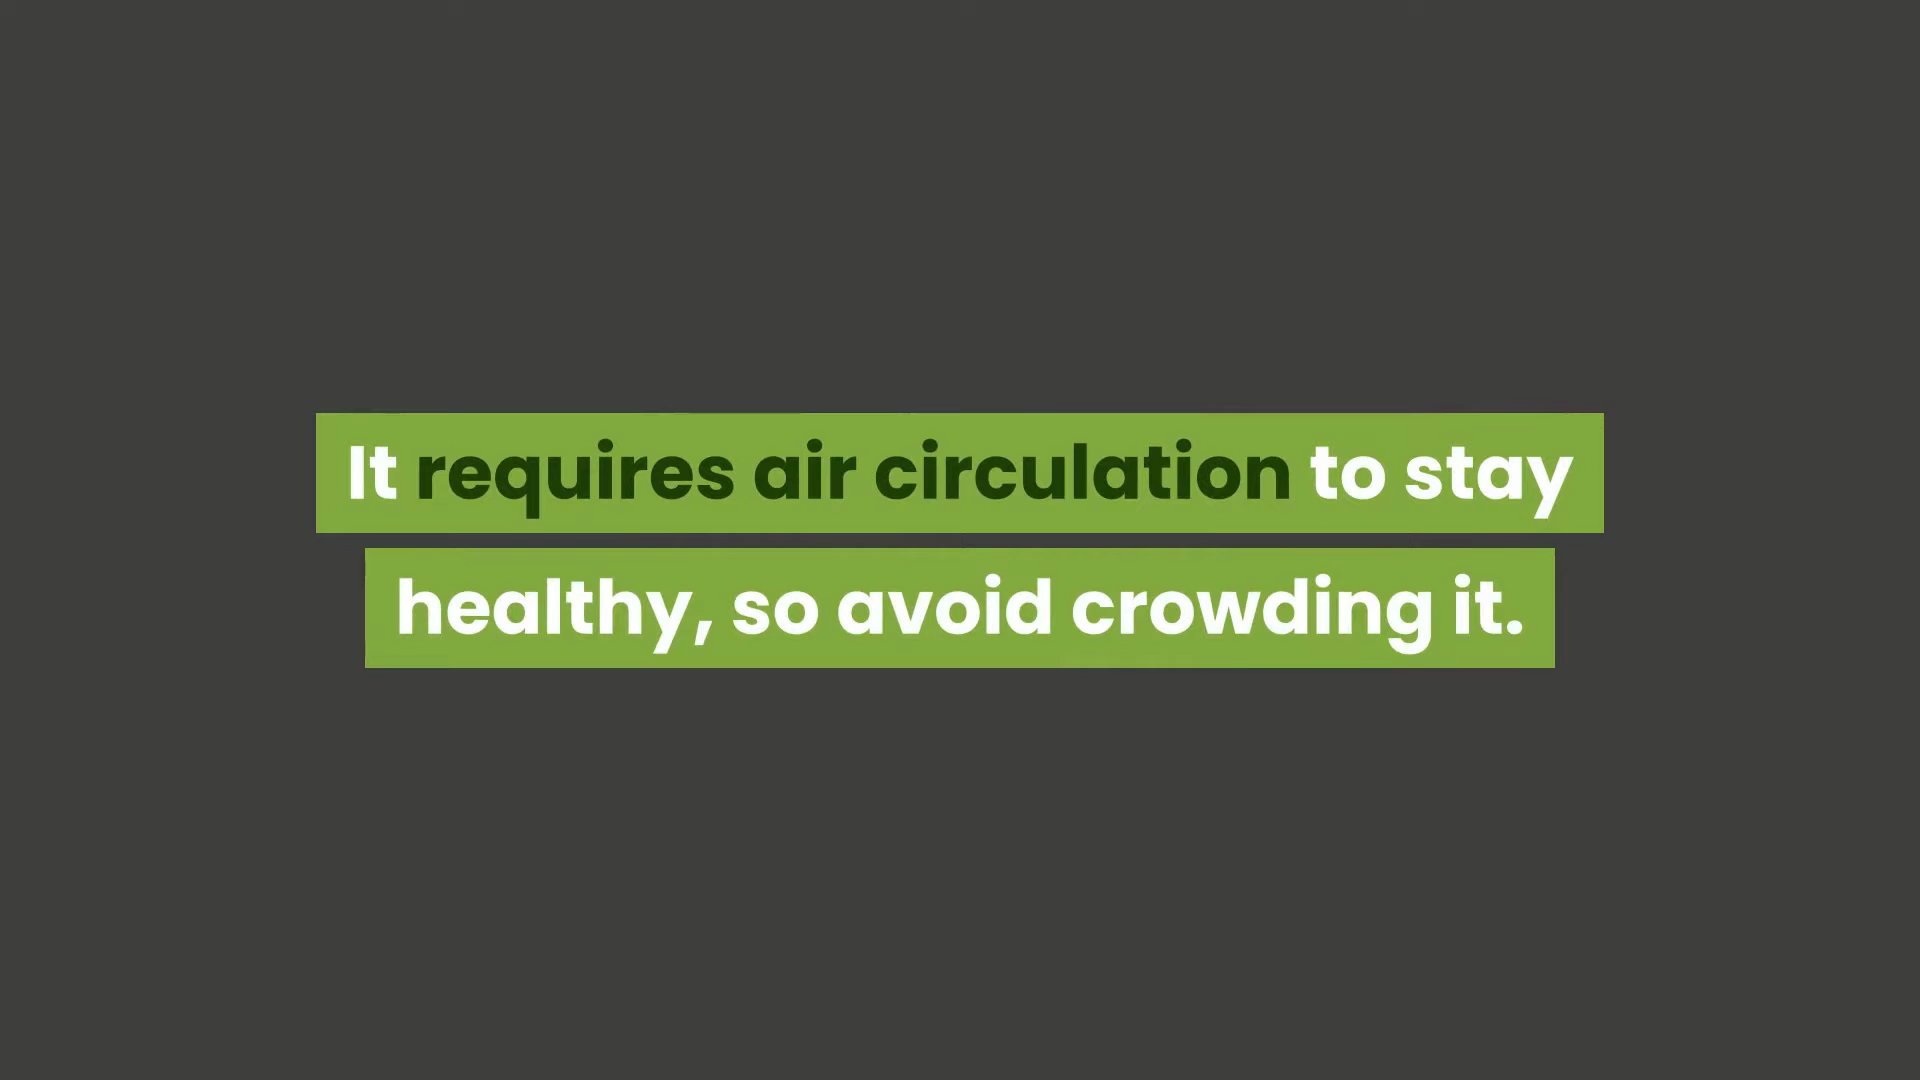 It requires air circulation to stay
healthy, so avoid crowding it.